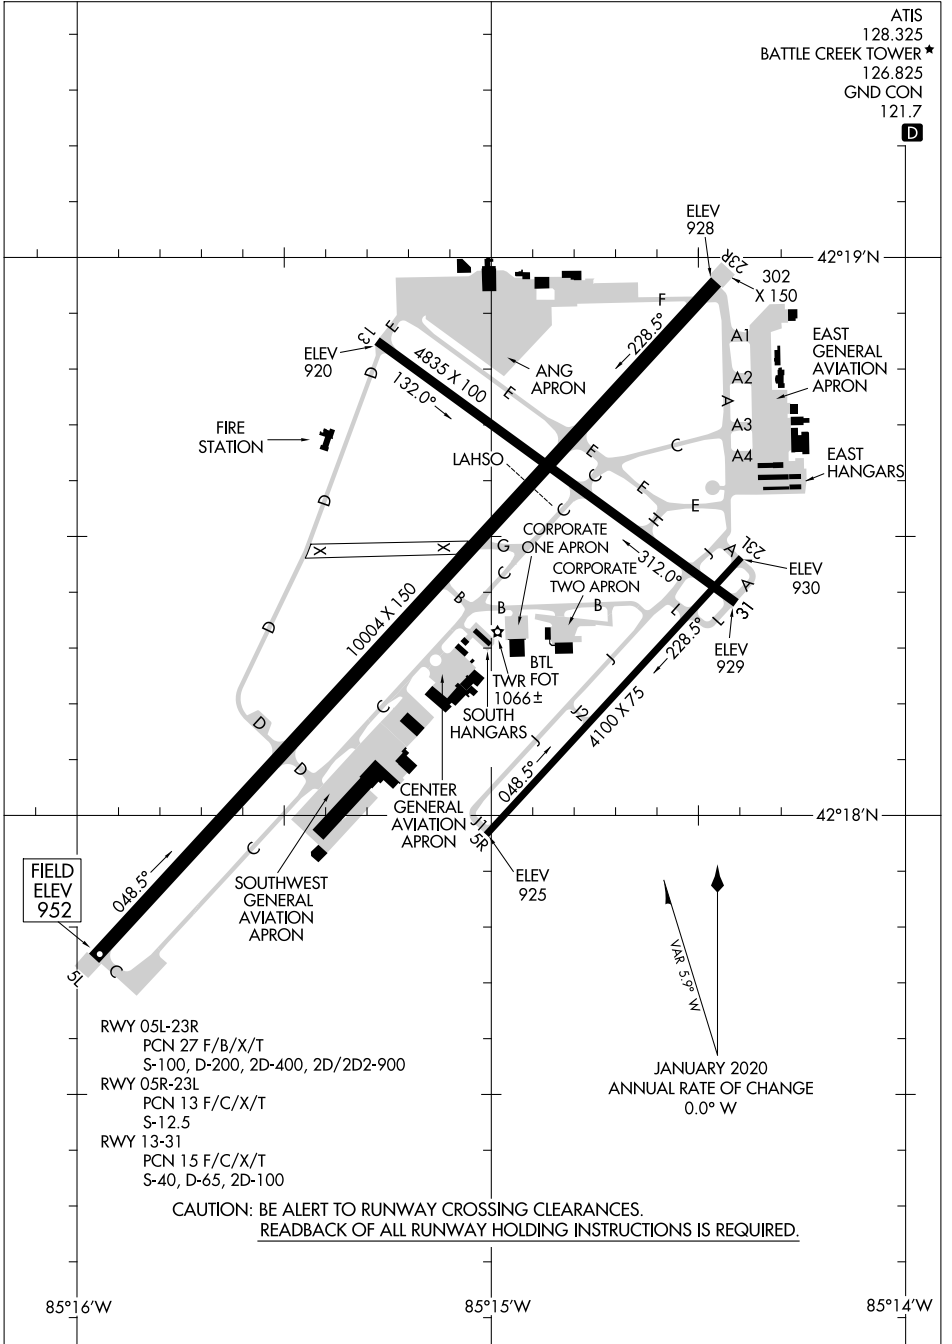 ATIS
128.325
BATTLE CREEK TOWER★
126.825
GND CON
121.7
D
ELEV
928
42°19'N
23R
302
X 150
F
A1
EAST
GENERAL
AVIATION
APRON
A2
A
A3
A4
EAST
HANGARS
E
13
ELEV
920
D
4835 X 100
132.0°
E
ANG
APRON
228.5°
FIRE
STATION
LAHSO
E
C
C
E
E
H
C
D
X
X
G
C
CORPORATE
ONE APRON
CORPORATE
TWO APRON
312.0°
J
A
23L
ELEV
930
A
31
ELEV
929
L
L
B
B
B
10004 X 150
D
TWR
1066±
BTL
FOT
SOUTH
HANGARS
228.5°
J
J2
4100 X 75
J
048.5°
C
D
D
CENTER
GENERAL
AVIATION
APRON
J1
5R
42°18'N
ELEV
925
C
048.5°
FIELD
ELEV
952
SOUTHWEST
GENERAL
AVIATION
APRON
5L
C
VAR 5.9° W
JANUARY 2020
ANNUAL RATE OF CHANGE
0.0° W
RWY 05L-23R
PCN 27 F/B/X/T
S-100, D-200, 2D-400, 2D/2D2-900
RWY 05R-23L
PCN 13 F/C/X/T
S-12.5
RWY 13-31
PCN 15 F/C/X/T
S-40, D-65, 2D-100
CAUTION: BE ALERT TO RUNWAY CROSSING CLEARANCES.
READBACK OF ALL RUNWAY HOLDING INSTRUCTIONS IS REQUIRED.
85°16'W
85°15'W
85°14'W